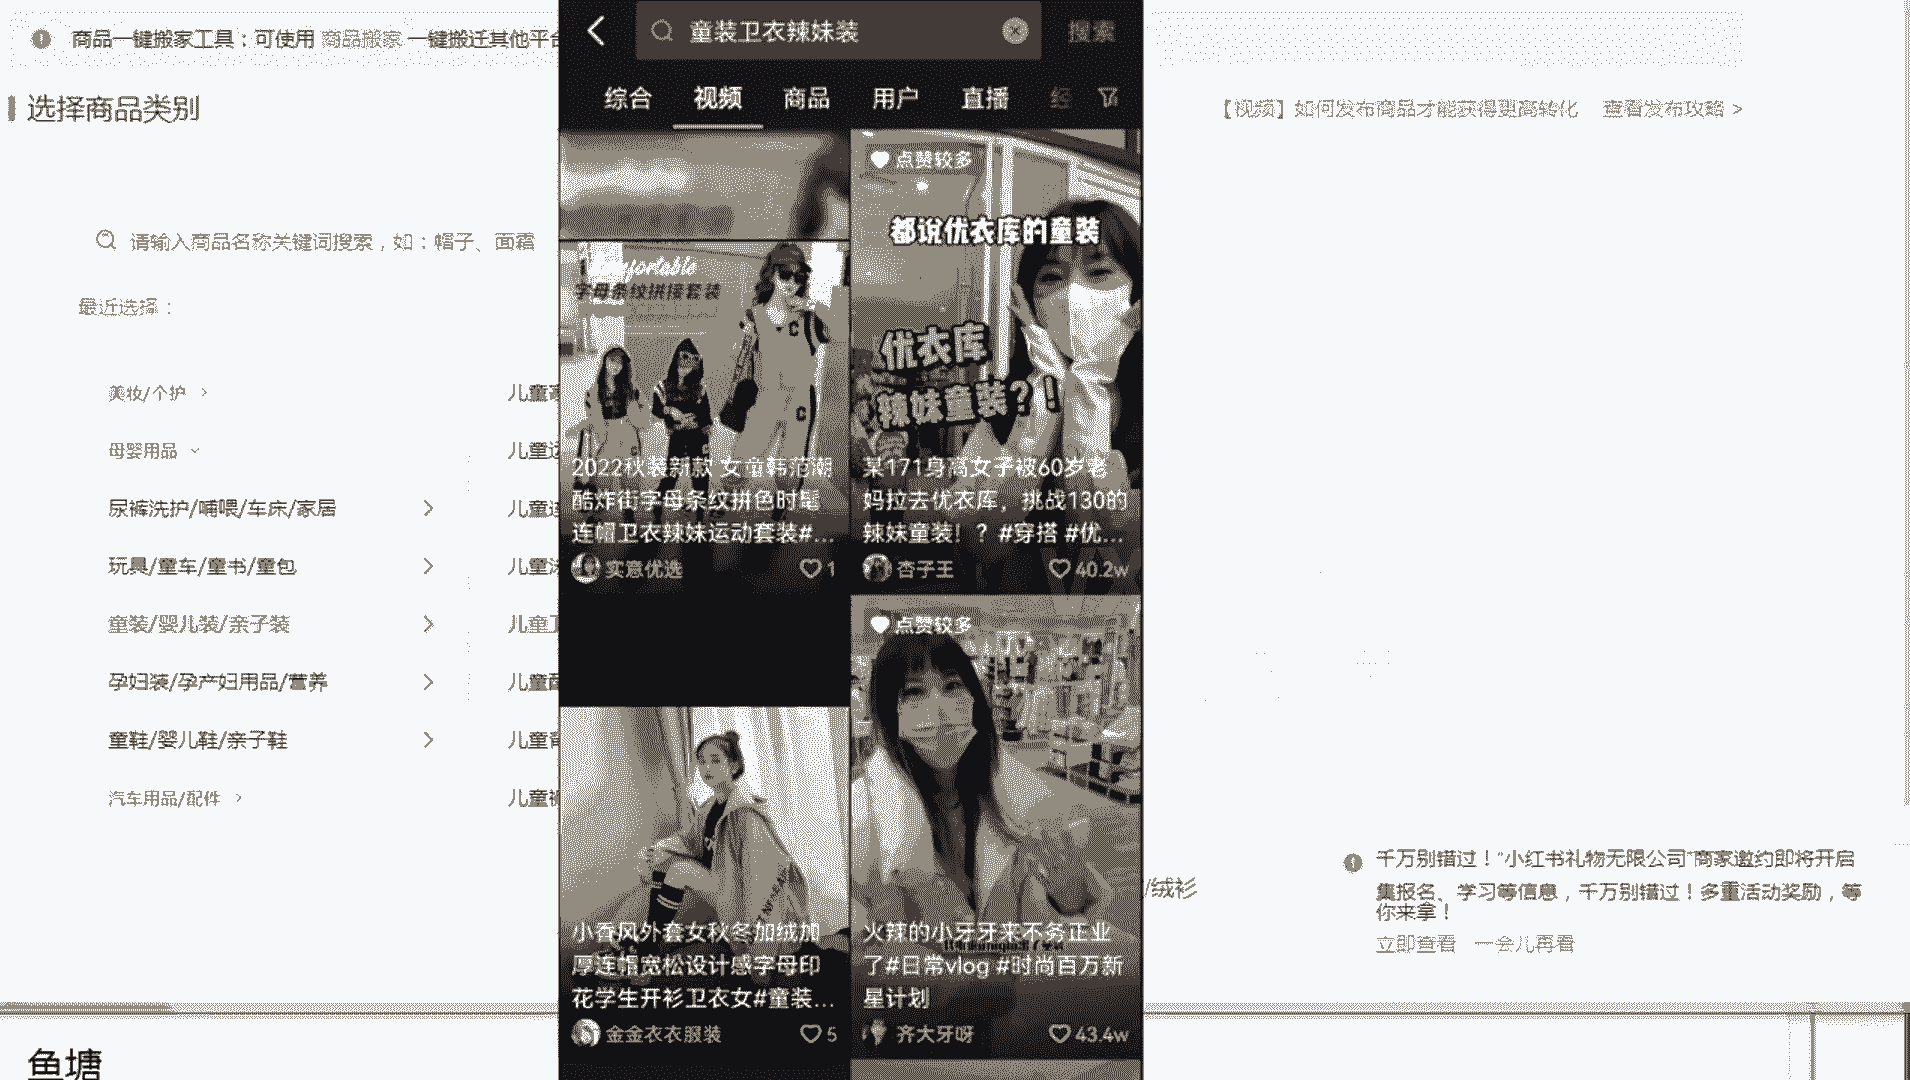 商品一键搬家工具：可使用 商品搬家 一键搬迁其他平台
选择商品类别
请输入商品名称关键词搜索，如：帽子、面霜
最近选择：
美妆/个护
母婴用品
尿裤洗护/哺喂/车床/家居
玩具/童车/童书/童包
童装/婴儿装/亲子装
孕妇装/孕产妇用品/营养
童鞋/婴儿鞋/亲子鞋
汽车用品/配件
儿童
儿童
儿童
儿童
儿童
儿童
儿童
儿童
童装卫衣辣妹装
搜索
综合 视频 商品 用户 直播 经
字母条纹拼接套装
2022秋装新款 女童韩范潮
酷炸街字母条纹拼色时髦
连帽卫衣辣妹运动套装#...
实意优选 1
点赞较多
都说优衣库的童装
优衣库
辣妹童装？！
某171身高女子被60岁老
妈拉去优衣库，挑战130的
辣妹童装！？ #穿搭 #优...
杏子王 40.2w
小香风外套女秋冬加绒加
厚连帽宽松设计感字母印
花学生开衫卫衣女#童装...
金金衣衣服装 5
点赞较多
火辣的小牙牙来不务正业
了#日常vlog #时尚百万新
星计划
齐大牙呀 43.4w
【视频】如何发布商品才能获得更高转化 查看发布攻略 >
/绒衫
千万别错过！"小红书礼物无限公司"商家邀约即将开启
集报名、学习等信息，千万别错过！多重活动奖励，等
你来拿！
立即查看 一会儿再看
鱼塘